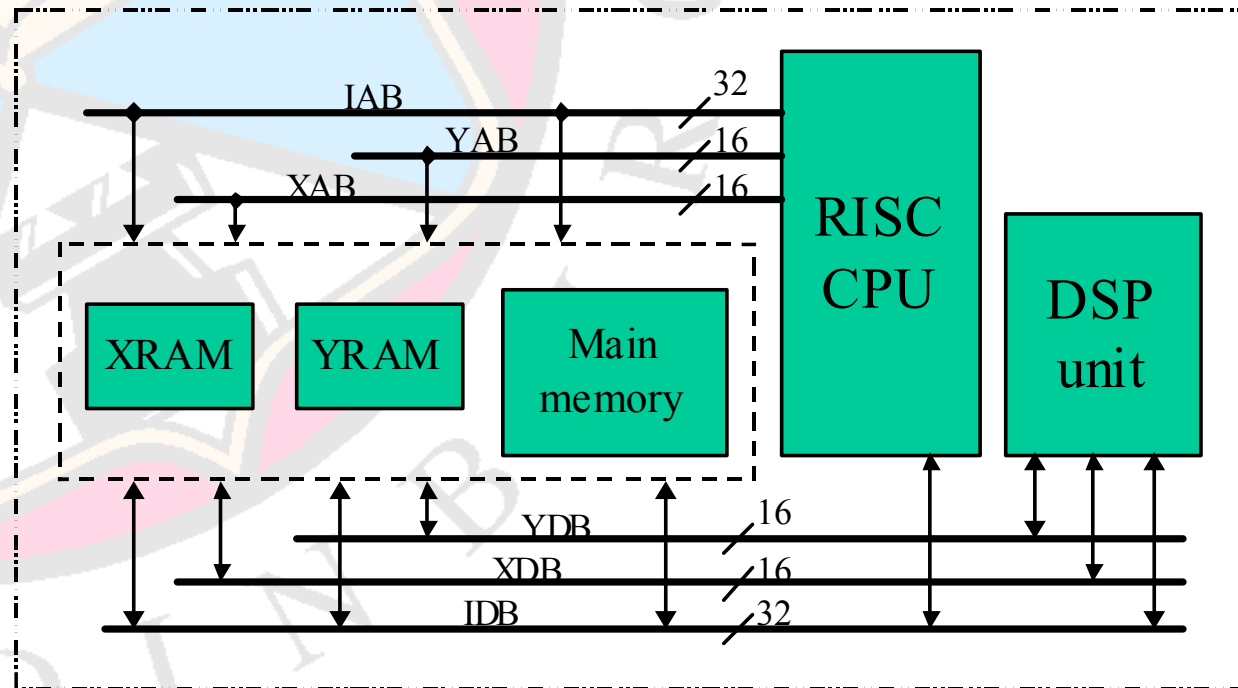 IAB
32
YAB
16
XAB
16
RISC
CPU
DSP
unit
XRAM
YRAM
Main
memory
YDB
16
XDB
16
IDB
32
D I N B U R